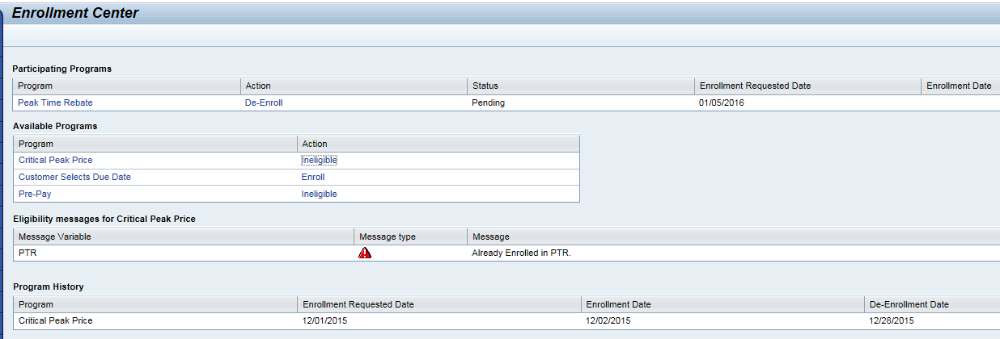 Enrollment Center
Participating Programs
Program Action Status Enrollment Requested Date Enrollment Date
Peak Time Rebate De-Enroll Pending 01/05/2016
Available Programs
Program Action
Critical Peak Price Ineligible
Customer Selects Due Date Enroll
Pre-Pay Ineligible
Eligibility messages for Critical Peak Price
Message Variable Message type Message
PTR Already Enrolled in PTR.
Program History
Program Enrollment Requested Date Enrollment Date De-Enrollment Date
Critical Peak Price 12/01/2015 12/02/2015 12/28/2015